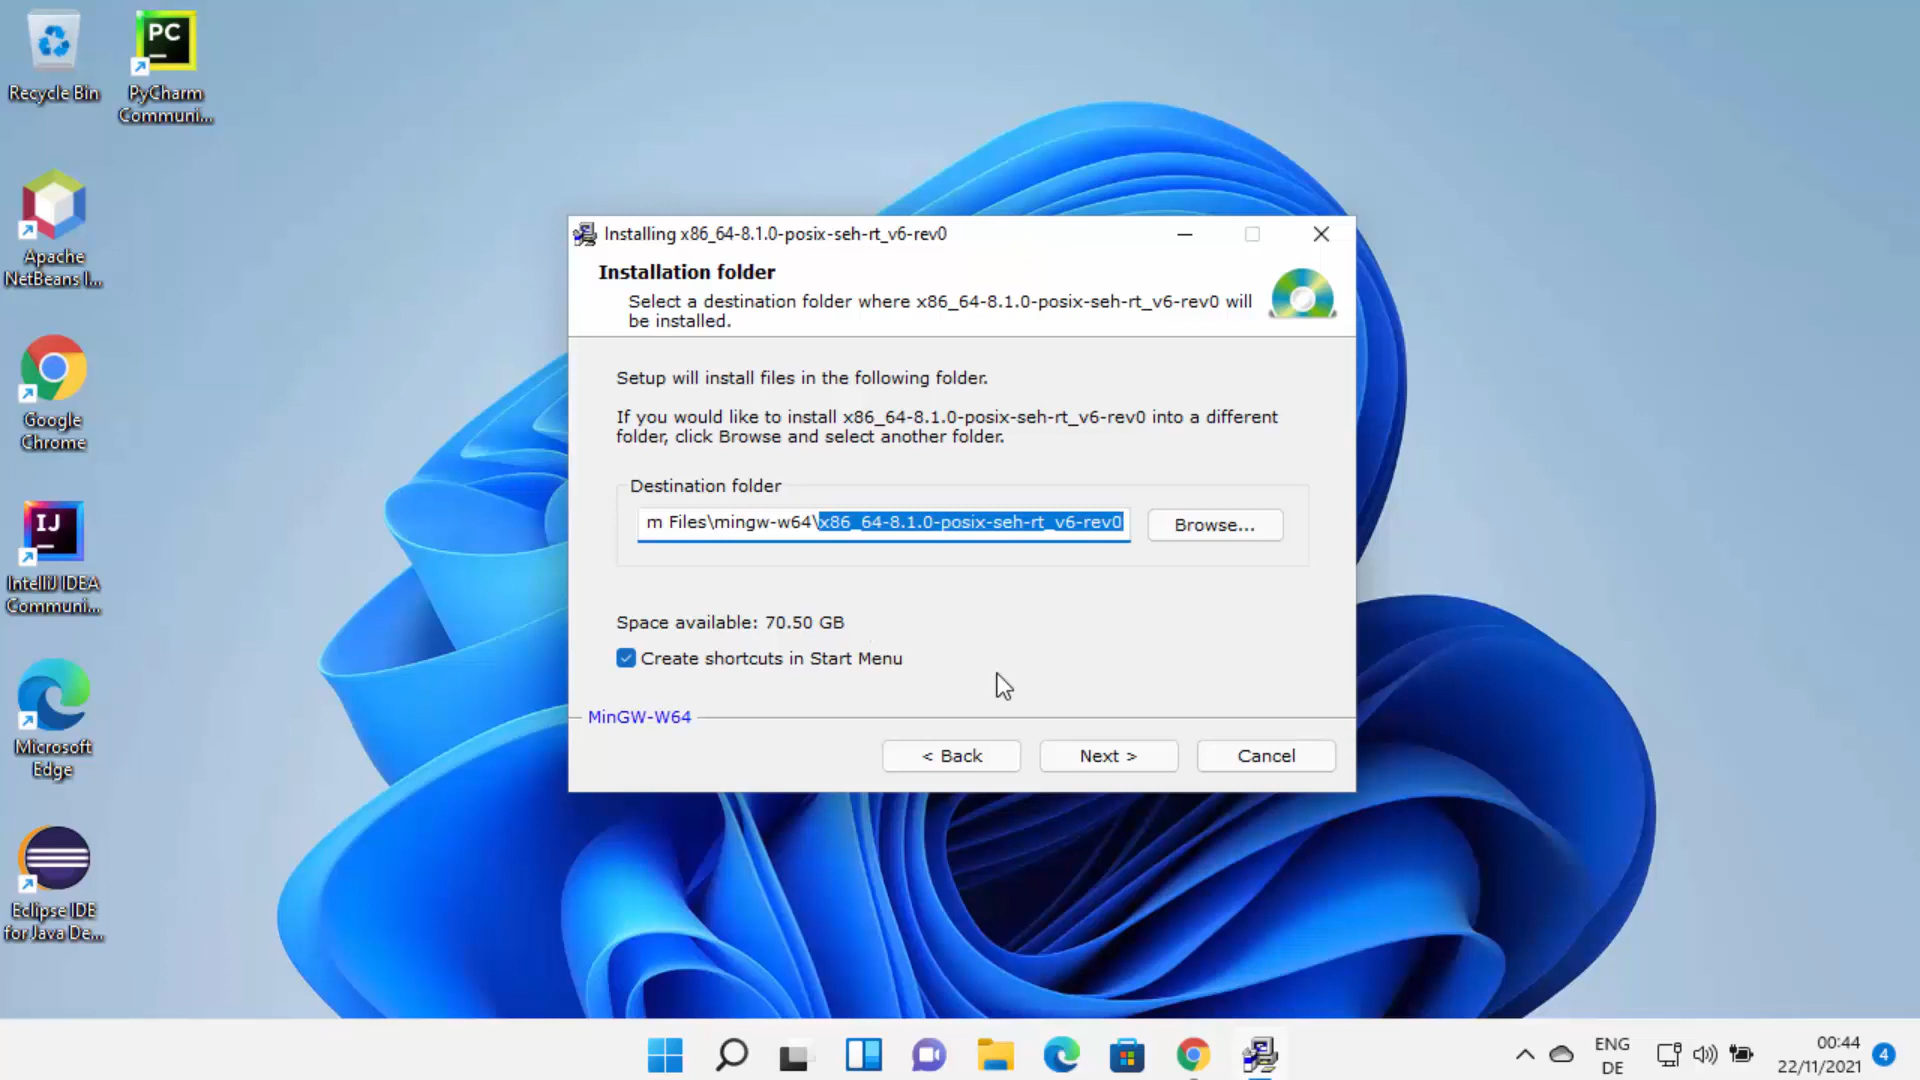 Recycle Bin
PC
PyCharm
Communi...
Apache
NetBeans I...
Google
Chrome
IJ
IntelliJ IDEA
Communi...
Microsoft
Edge
Eclipse IDE
for Java De...
Installing x86_64-8.1.0-posix-seh-rt_v6-rev0
Installation folder
Select a destination folder where x86_64-8.1.0-posix-seh-rt_v6-rev0 will
be installed.
Setup will install files in the following folder.
If you would like to install x86_64-8.1.0-posix-seh-rt_v6-rev0 into a different
folder, click Browse and select another folder.
Destination folder
m Files\mingw-w64\x86_64-8.1.0-posix-seh-rt_v6-rev0
Browse...
Space available: 70.50 GB
Create shortcuts in Start Menu
MinGW-W64
< Back
Next >
Cancel
ENG
DE
00:44
22/11/2021
4